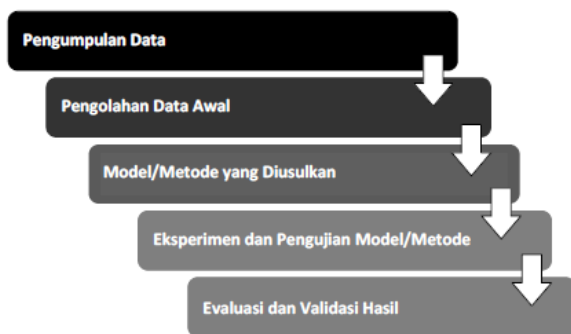 Pengumpulan Data
Pengolahan Data Awal
Model/Metode yang Diusulkan
Eksperimen dan Pengujian Model/Metode
Evaluasi dan Validasi Hasil